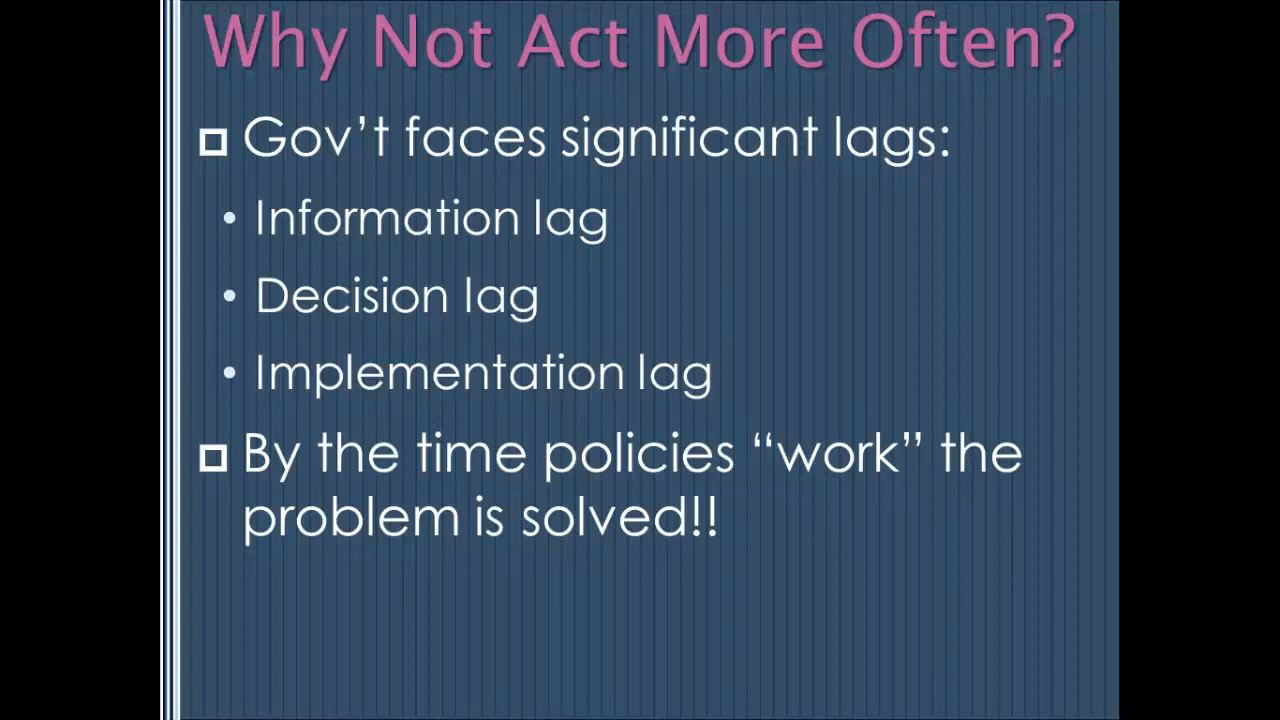 Why Not Act More Often?
Gov’t faces significant lags:
• Information lag
• Decision lag
• Implementation lag
By the time policies “work” the
problem is solved!!